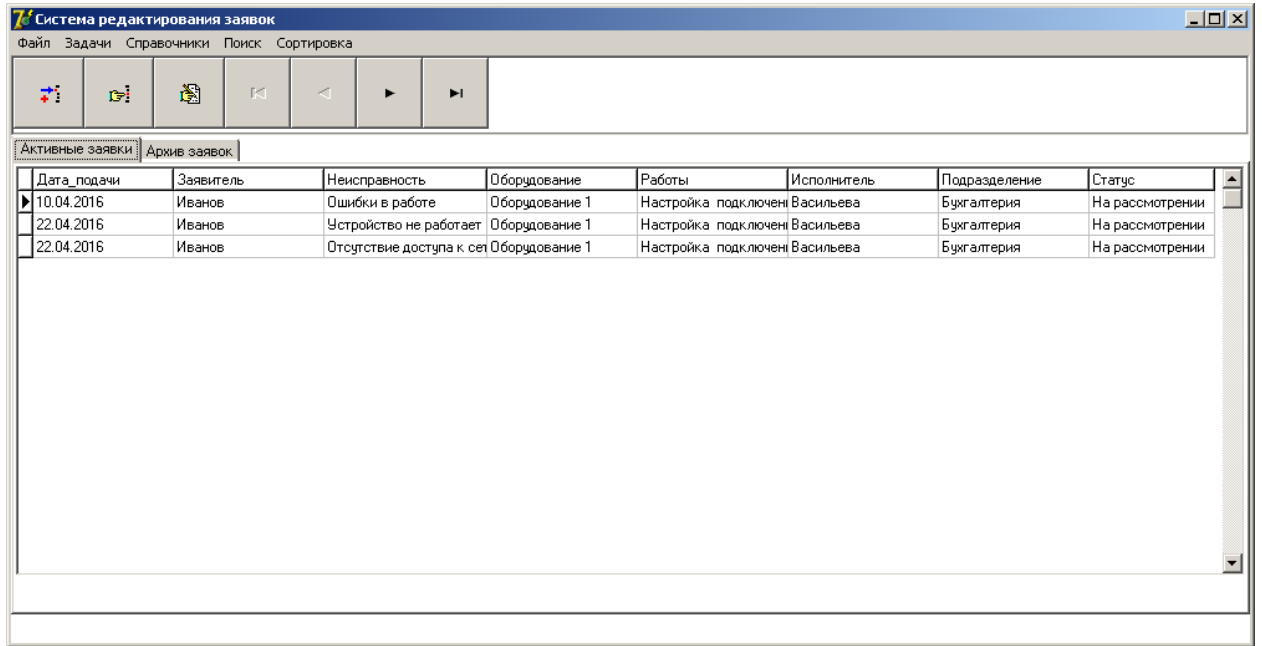 Система редактирования заявок
Файл Задачи Справочники Поиск Сортировка
Активные заявки Архив заявок
Дата_подачи Заявитель Неисправность Оборудование Работы Исполнитель Подразделение Статус
10.04.2016 Иванов Ошибки в работе Оборудование 1 Настройка подключен Васильева Бухгалтерия На рассмотрении
22.04.2016 Иванов Устройство не работает Оборудование 1 Настройка подключен Васильева Бухгалтерия На рассмотрении
22.04.2016 Иванов Отсутствие доступа к сет Оборудование 1 Настройка подключен Васильева Бухгалтерия На рассмотрении